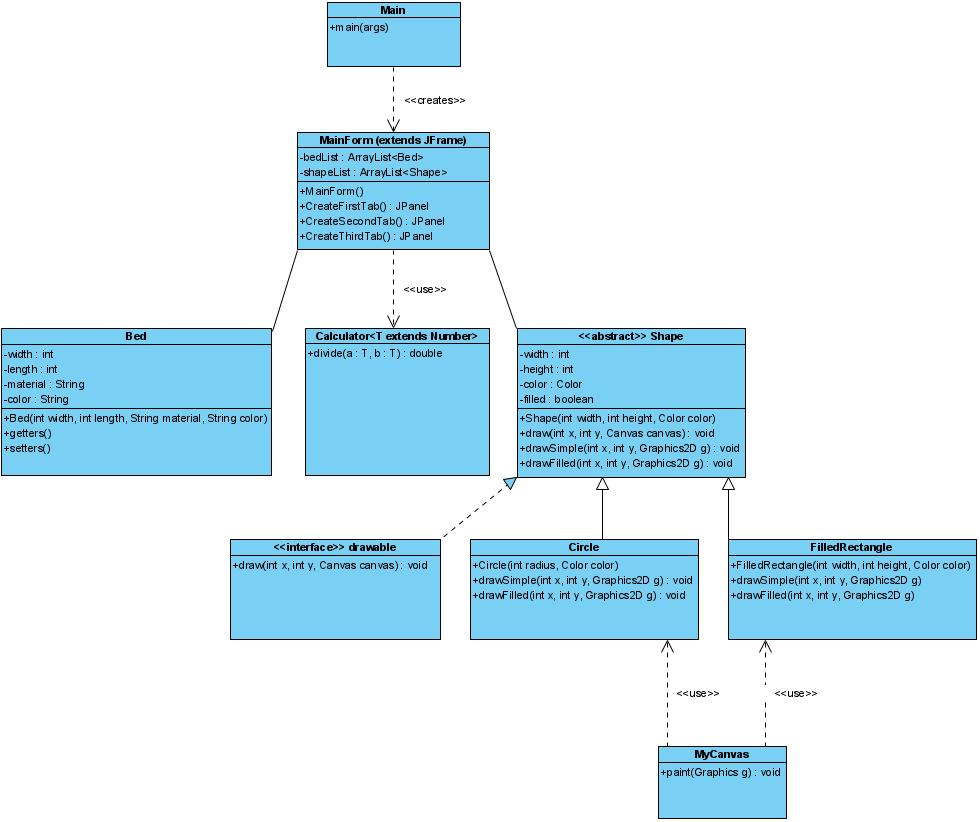 Main
+main(args)
<<creates>>
MainForm (extends JFrame)
-bedList : ArrayList<Bed>
-shapeList : ArrayList<Shape>
+MainForm()
+CreateFirstTab() : JPanel
+CreateSecondTab() : JPanel
+CreateThirdTab() : JPanel
<<use>>
Bed
-width : int
-length : int
-material : String
-color : String
+Bed(int width, int length, String material, String color)
+getters()
+setters()
Calculator<T extends Number>
+divide(a : T, b : T) : double
<<abstract>> Shape
-width : int
-height : int
-color : Color
-filled : boolean
+Shape(int width, int height, Color color)
+draw(int x, int y, Canvas canvas) : void
+drawSimple(int x, int y, Graphics2D g) : void
+drawFilled(int x, int y, Graphics2D g) : void
<<interface>> drawable
+draw(int x, int y, Canvas canvas) : void
Circle
+Circle(int radius, Color color)
+drawSimple(int x, int y, Graphics2D g) : void
+drawFilled(int x, int y, Graphics2D g) : void
FilledRectangle
+FilledRectangle(int width, int height, Color color)
+drawSimple(int x, int y, Graphics2D g)
+drawFilled(int x, int y, Graphics2D g)
<<use>>
<<use>>
MyCanvas
+paint(Graphics g) : void